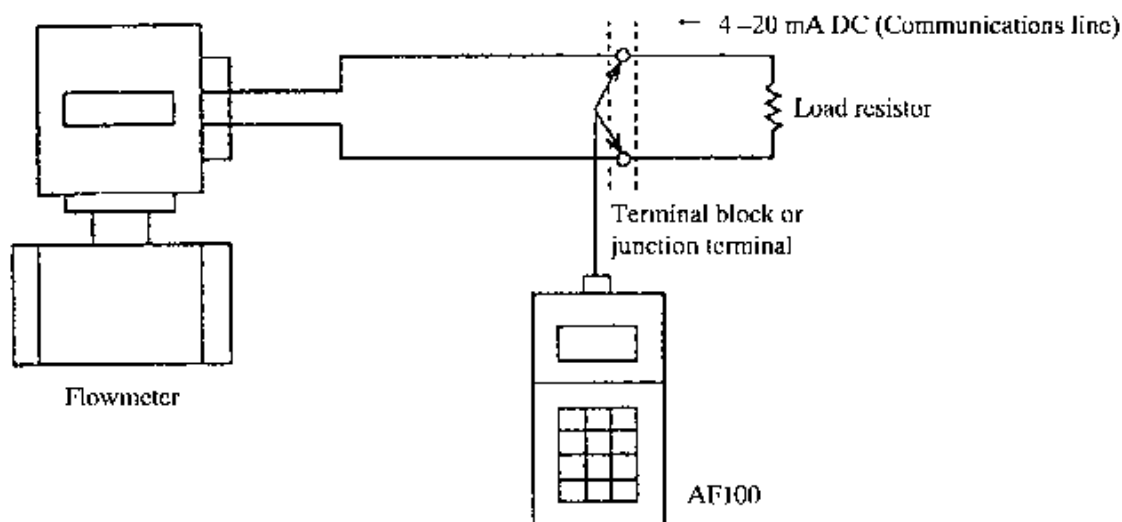 ← 4–20 mA DC (Communications line)
Load resistor
Terminal block or
junction terminal
Flowmeter
AF100